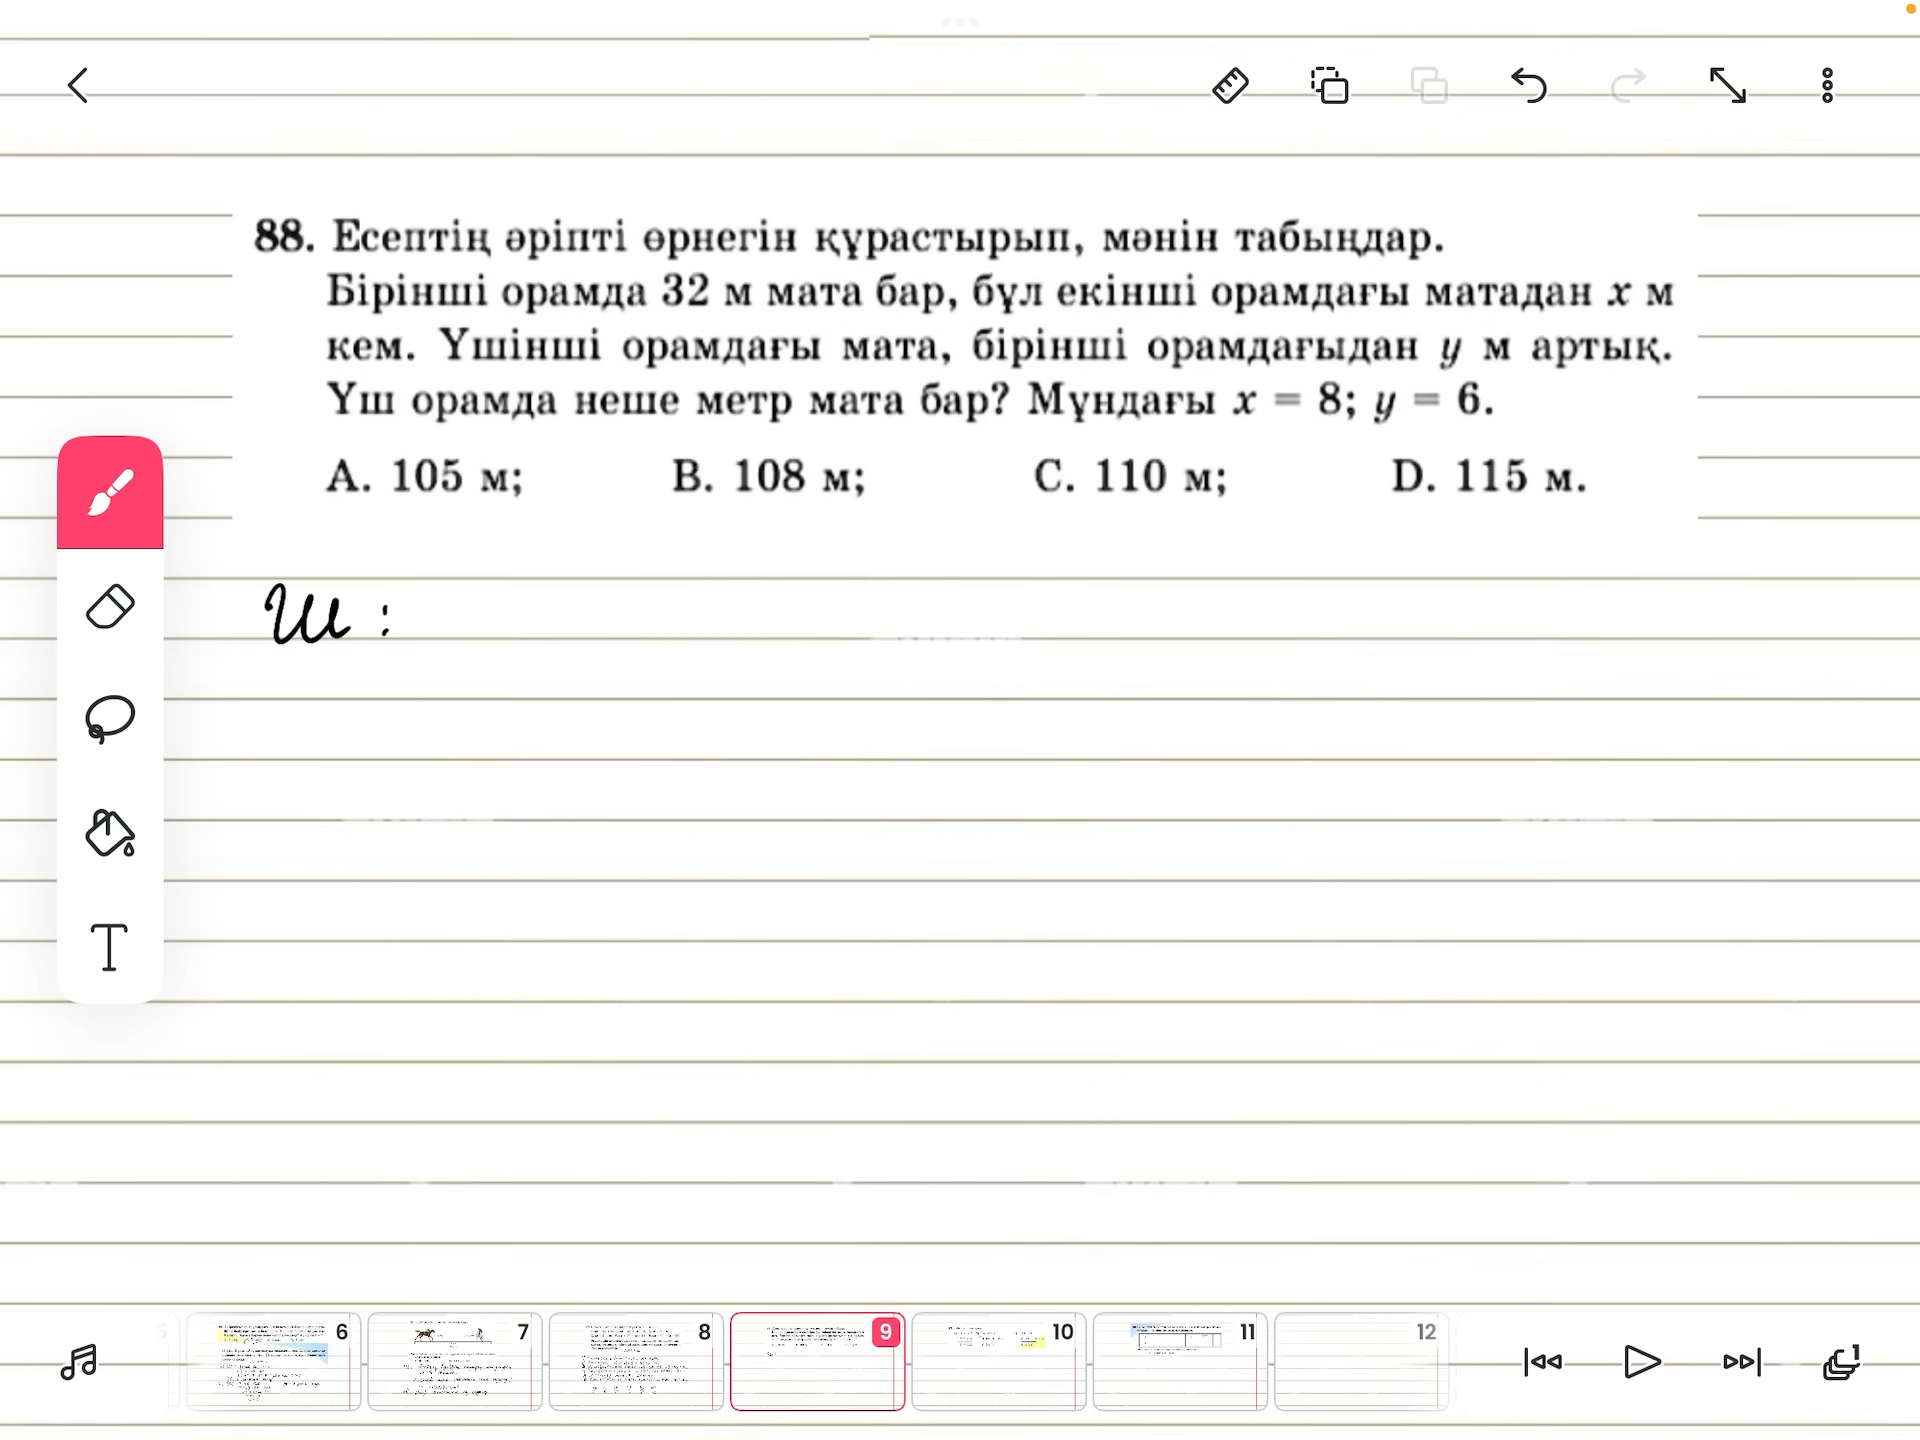 88. Есептің әріпті өрнегін құрастырып, мәнін табыңдар.
Бірінші орамда 32 м мата бар, бұл екінші орамдағы матадан x м
кем. Үшінші орамдағы мата, бірінші орамдағыдан y м артық.
Үш орамда неше метр мата бар? Мұндағы x = 8; y = 6.
A. 105 м; B. 108 м; C. 110 м; D. 115 м.
Ш :
T
5 6 7 8 9 10 11 12
1